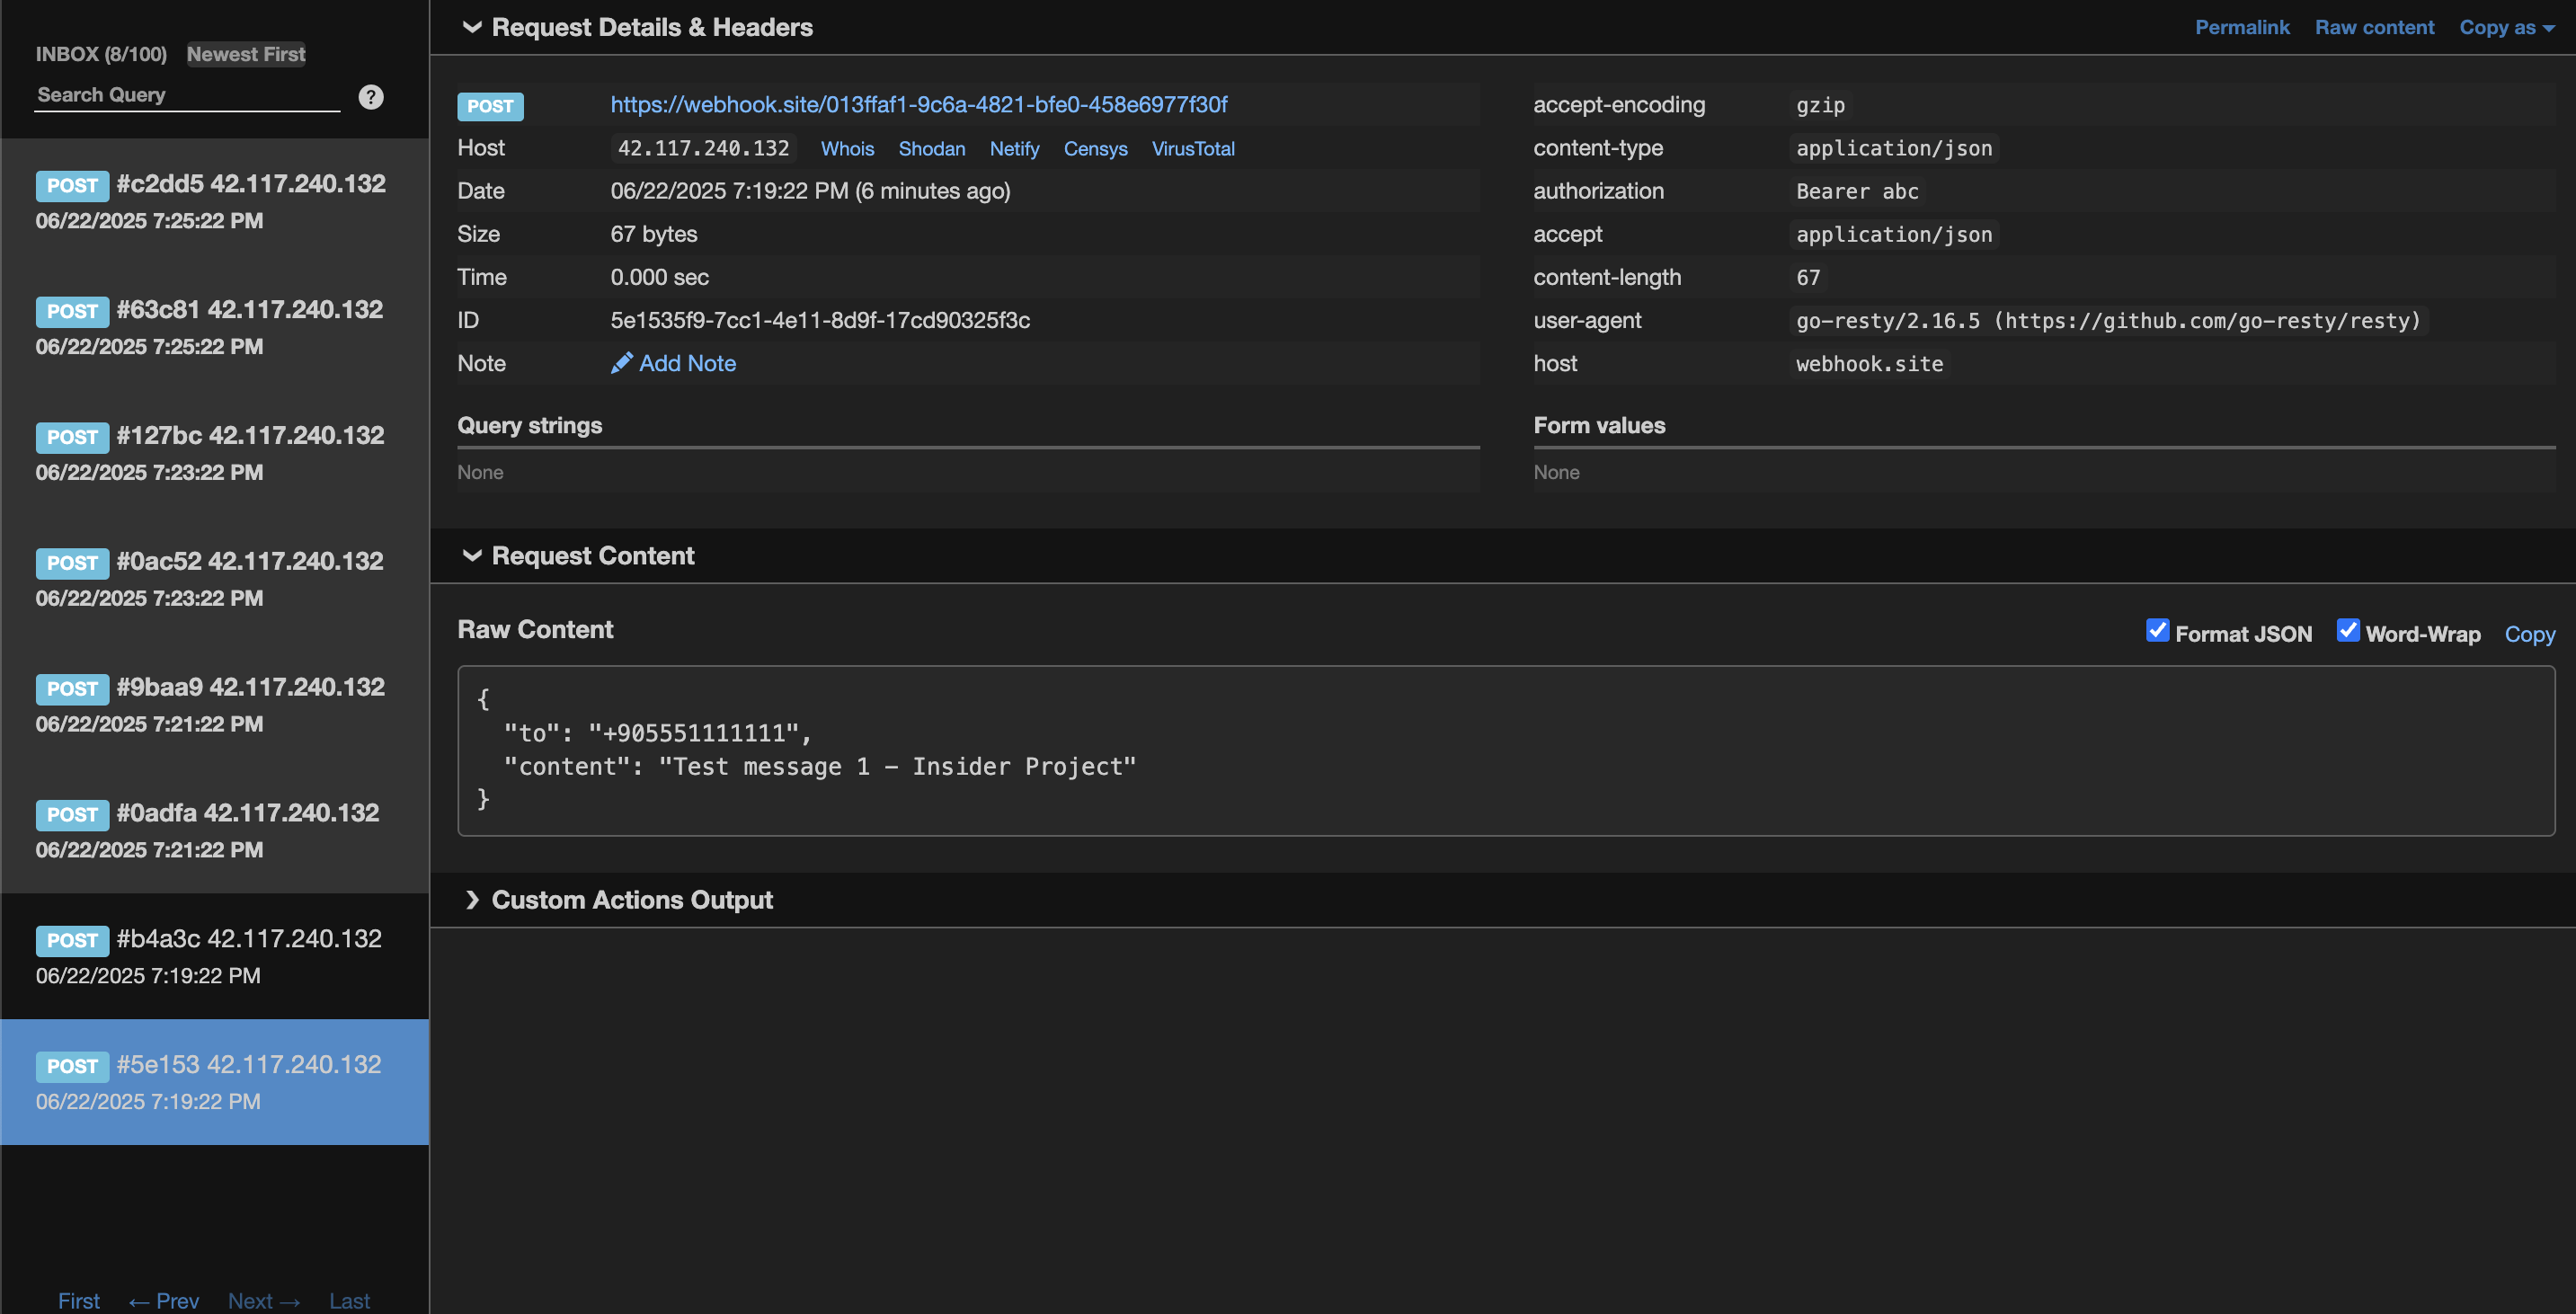 INBOX (8/100) Newest First
Search Query ?
POST #c2dd5 42.117.240.132
06/22/2025 7:25:22 PM
POST #63c81 42.117.240.132
06/22/2025 7:25:22 PM
POST #127bc 42.117.240.132
06/22/2025 7:23:22 PM
POST #0ac52 42.117.240.132
06/22/2025 7:23:22 PM
POST #9baa9 42.117.240.132
06/22/2025 7:21:22 PM
POST #0adfa 42.117.240.132
06/22/2025 7:21:22 PM
POST #b4a3c 42.117.240.132
06/22/2025 7:19:22 PM
POST #5e153 42.117.240.132
06/22/2025 7:19:22 PM
First ← Prev Next → Last
Request Details & Headers Permalink Raw content Copy as
POST https://webhook.site/013ffaf1-9c6a-4821-bfe0-458e6977f30f
Host 42.117.240.132 Whois Shodan Netify Censys VirusTotal
Date 06/22/2025 7:19:22 PM (6 minutes ago)
Size 67 bytes
Time 0.000 sec
ID 5e1535f9-7cc1-4e11-8d9f-17cd90325f3c
Note Add Note
accept-encoding gzip
content-type application/json
authorization Bearer abc
accept application/json
content-length 67
user-agent go-resty/2.16.5 (https://github.com/go-resty/resty)
host webhook.site
Query strings
None
Form values
None
Request Content
Raw Content Format JSON Word-Wrap Copy
{
"to": "+905551111111",
"content": "Test message 1 - Insider Project"
}
Custom Actions Output